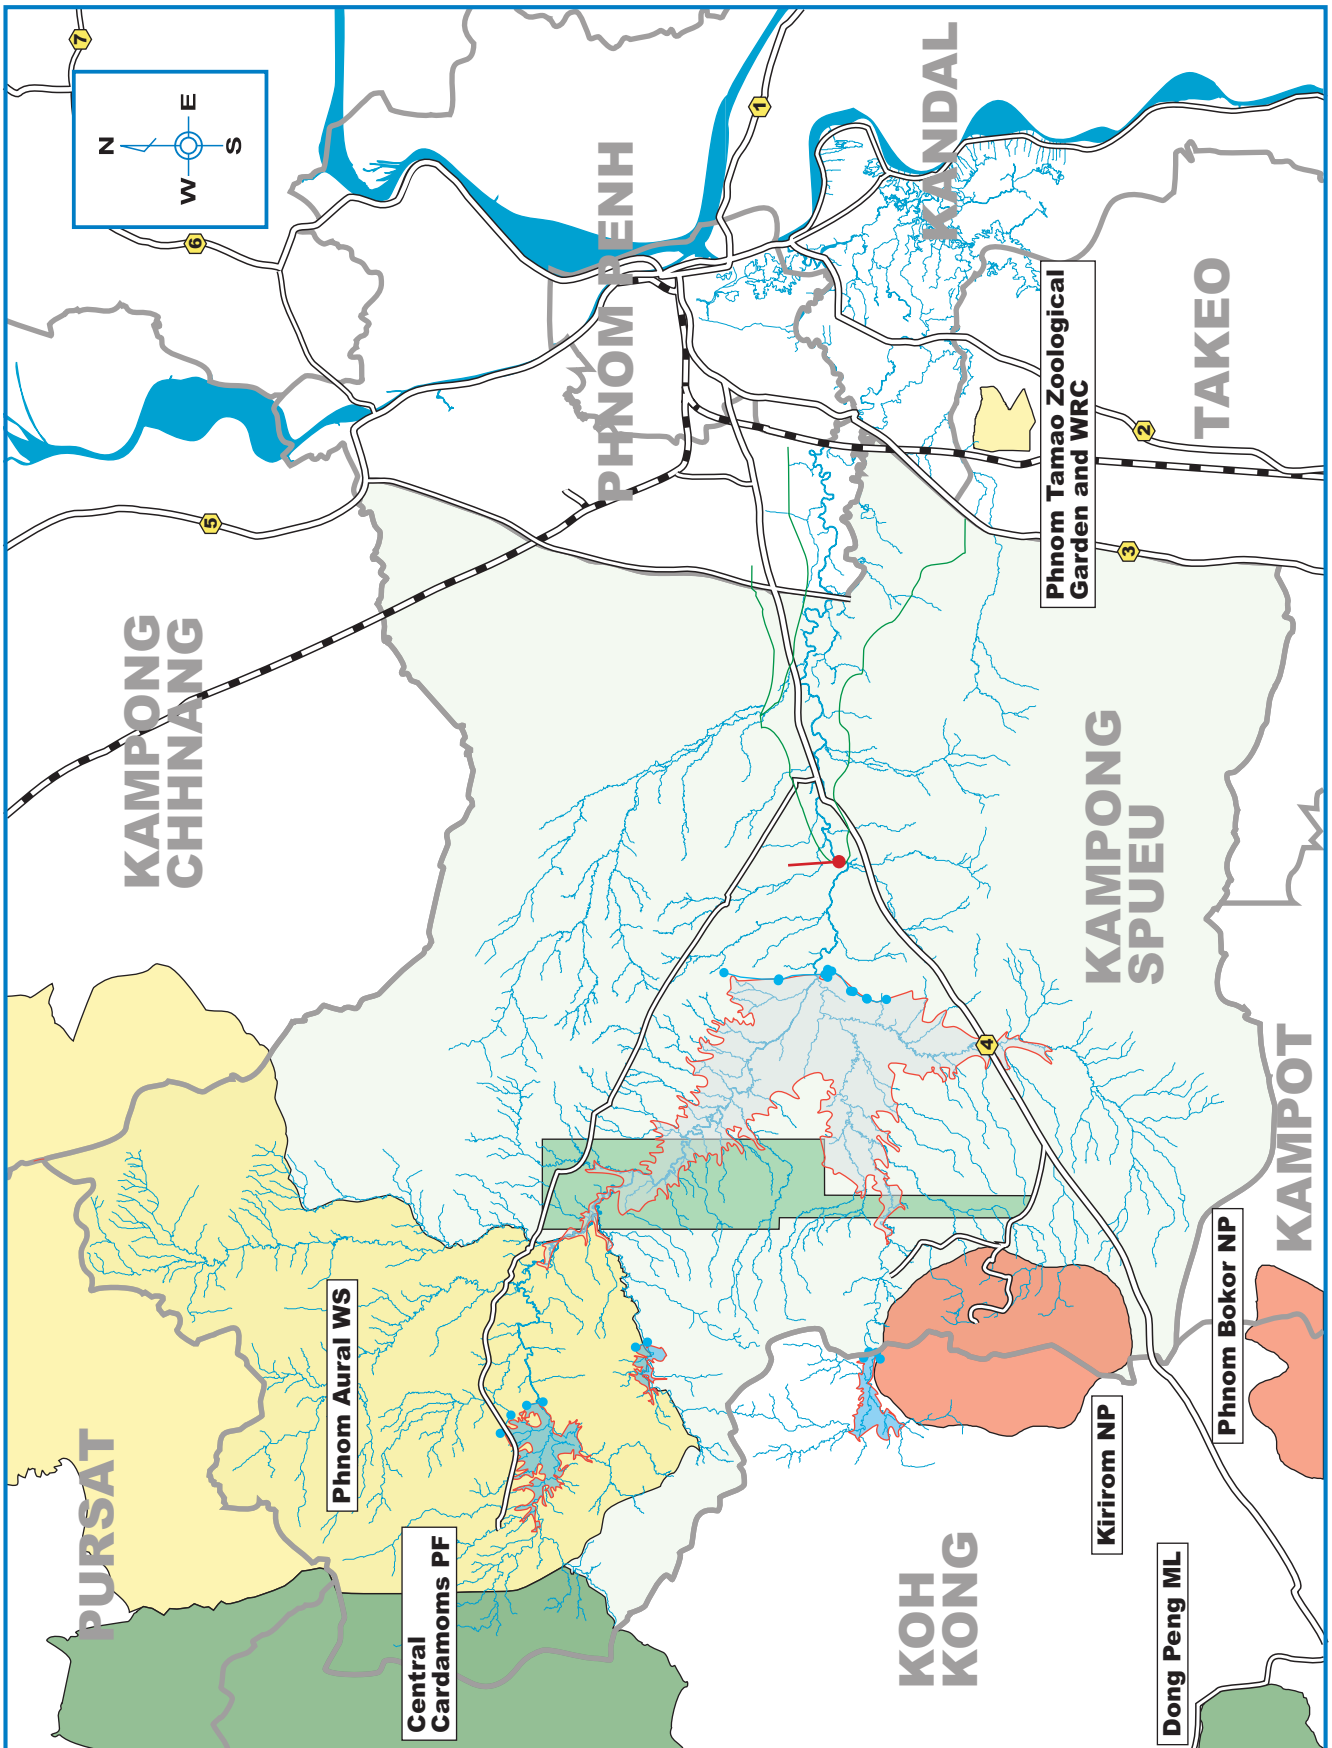 7
PURSAT
N
KAMPONG
CHHNANG
W E
6
5
S
Phnom Aural WS
Central
Cardamoms PF
PHNOM PENH
1
KANDAL
KOH
KONG
4
Phnom Tamao Zoological
Garden and WRC
KAMPONG
SPUEU
Kirirom NP
3
2
Dong Peng ML
TAKEO
Phnom Bokor NP
KAMPOT